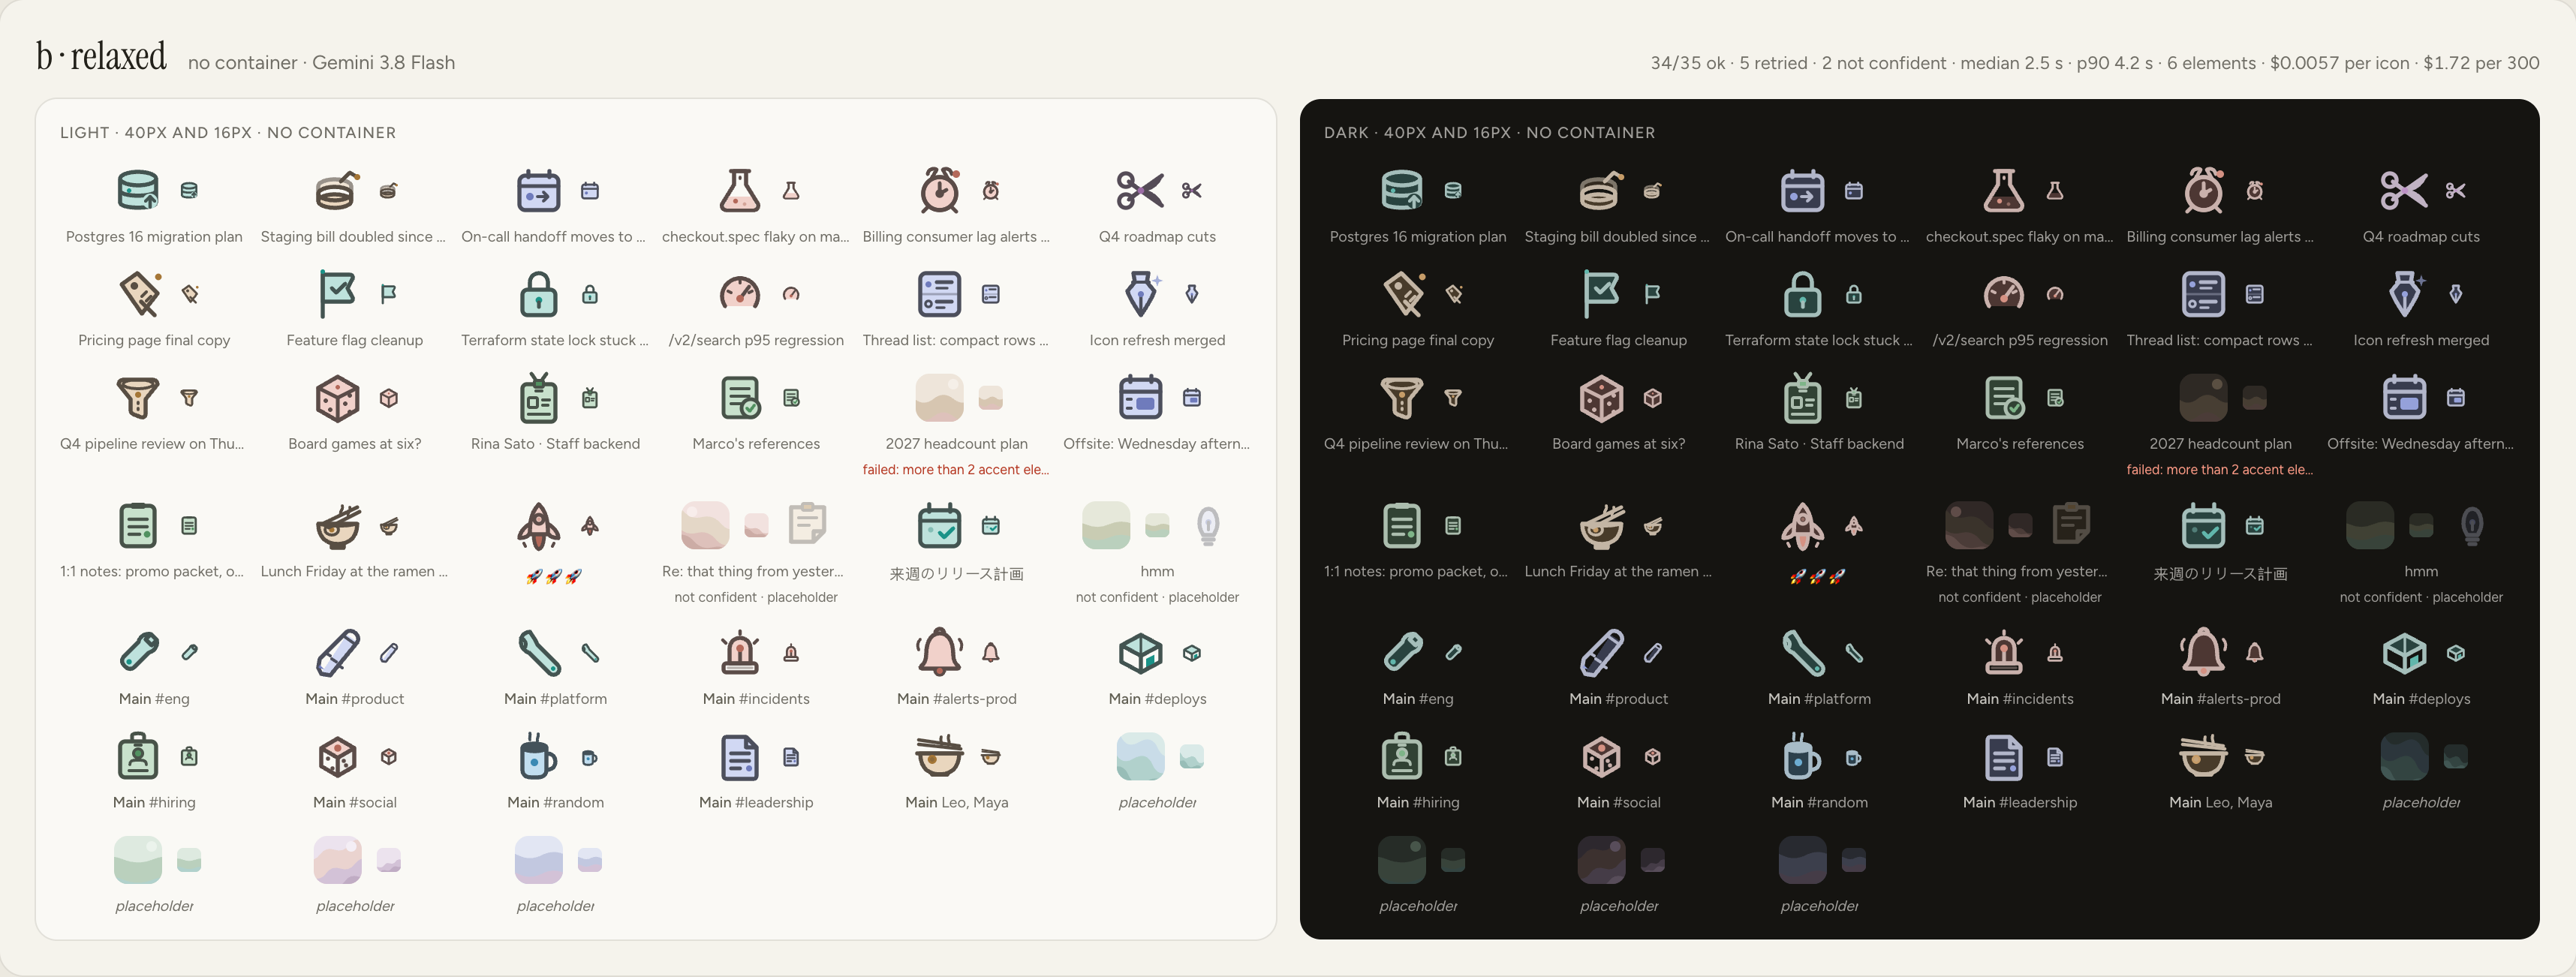 b · relaxed no container · Gemini 3.8 Flash
34/35 ok · 5 retried · 2 not confident · median 2.5 s · p90 4.2 s · 6 elements · $0.0057 per icon · $1.72 per 300
LIGHT · 40PX AND 16PX · NO CONTAINER
Postgres 16 migration plan
Staging bill doubled since ...
On-call handoff moves to ...
checkout.spec flaky on ma...
Billing consumer lag alerts ...
Q4 roadmap cuts
Pricing page final copy
Feature flag cleanup
Terraform state lock stuck ...
/v2/search p95 regression
Thread list: compact rows ...
Icon refresh merged
Q4 pipeline review on Thu...
Board games at six?
Rina Sato · Staff backend
Marco's references
2027 headcount plan
failed: more than 2 accent ele...
Offsite: Wednesday aftern...
1:1 notes: promo packet, o...
Lunch Friday at the ramen ...
🚀🚀🚀
Re: that thing from yester...
not confident · placeholder
来週のリリース計画
hmm
not confident · placeholder
Main #eng
Main #product
Main #platform
Main #incidents
Main #alerts-prod
Main #deploys
Main #hiring
Main #social
Main #random
Main #leadership
Main Leo, Maya
placeholder
placeholder
placeholder
placeholder
DARK · 40PX AND 16PX · NO CONTAINER
Postgres 16 migration plan
Staging bill doubled since ...
On-call handoff moves to ...
checkout.spec flaky on ma...
Billing consumer lag alerts ...
Q4 roadmap cuts
Pricing page final copy
Feature flag cleanup
Terraform state lock stuck ...
/v2/search p95 regression
Thread list: compact rows ...
Icon refresh merged
Q4 pipeline review on Thu...
Board games at six?
Rina Sato · Staff backend
Marco's references
2027 headcount plan
failed: more than 2 accent ele...
Offsite: Wednesday aftern...
1:1 notes: promo packet, o...
Lunch Friday at the ramen ...
🚀🚀🚀
Re: that thing from yester...
not confident · placeholder
来週のリリース計画
hmm
not confident · placeholder
Main #eng
Main #product
Main #platform
Main #incidents
Main #alerts-prod
Main #deploys
Main #hiring
Main #social
Main #random
Main #leadership
Main Leo, Maya
placeholder
placeholder
placeholder
placeholder